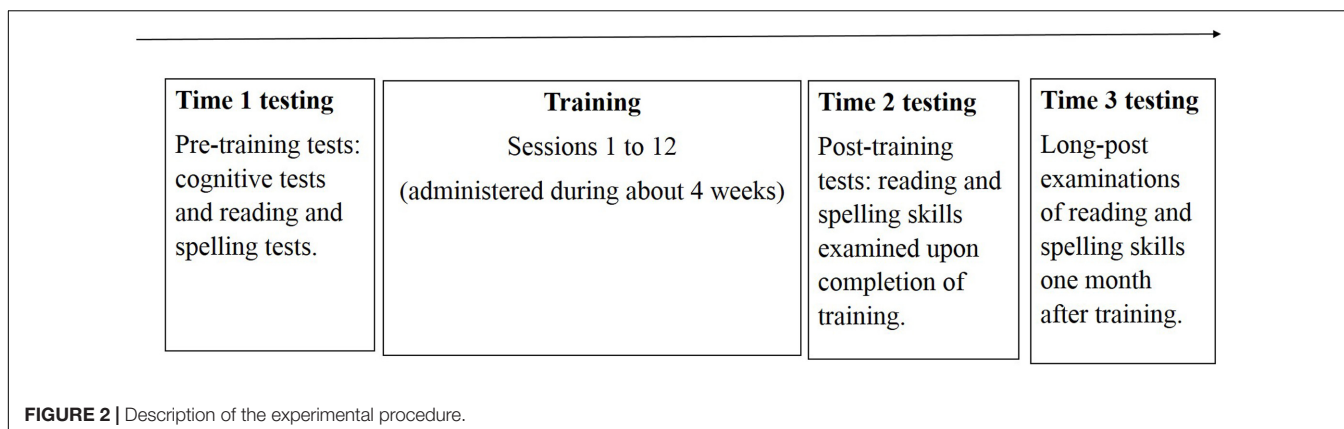 Time 1 testing
Pre-training tests:
cognitive tests
and reading and
spelling tests.
Training
Sessions 1 to 12
(administered during about 4 weeks)
Time 2 testing
Post-training
tests: reading and
spelling skills
examined upon
completion of
training.
Time 3 testing
Long-post
examinations
of reading and
spelling skills
one month
after training.
FIGURE 2 | Description of the experimental procedure.